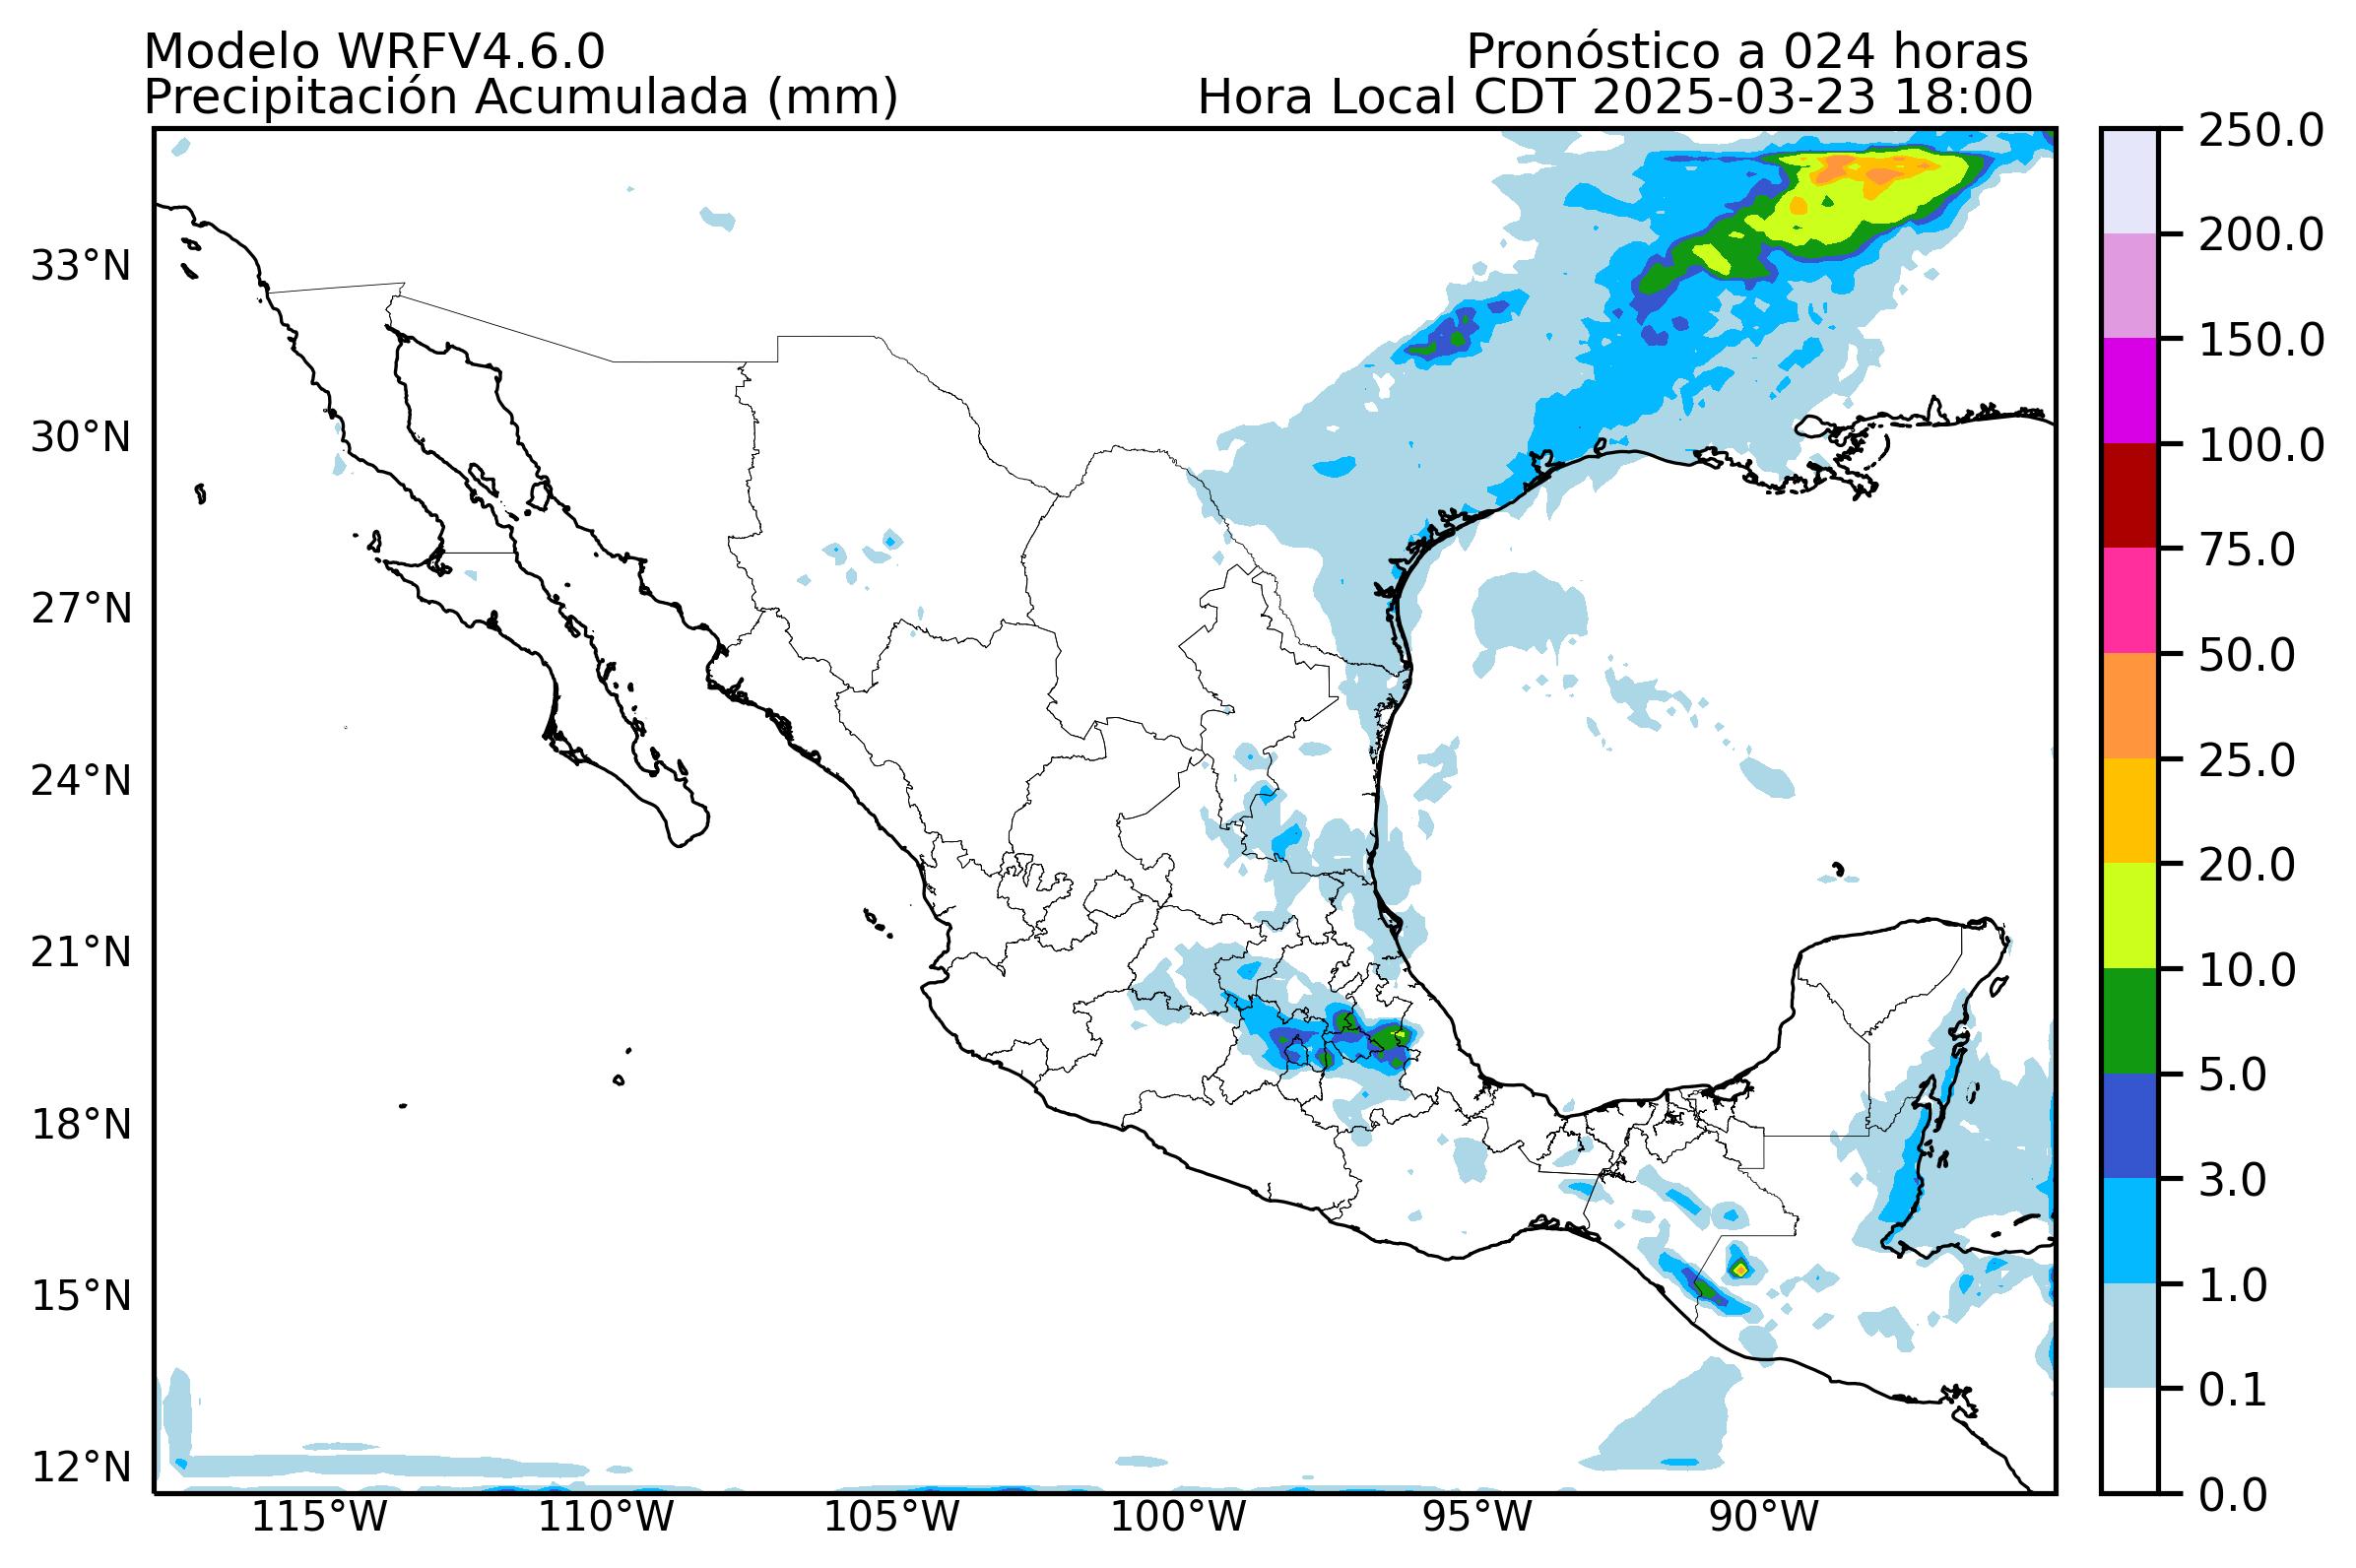 Modelo WRFV4.6.0
Pronóstico a 024 horas
Precipitación Acumulada (mm)
Hora Local CDT 2025-03-23 18:00
250.0
200.0
150.0
100.0
75.0
50.0
25.0
20.0
10.0
5.0
3.0
1.0
0.1
0.0
33°N
30°N
27°N
24°N
21°N
18°N
15°N
12°N
115°W
110°W
105°W
100°W
95°W
90°W